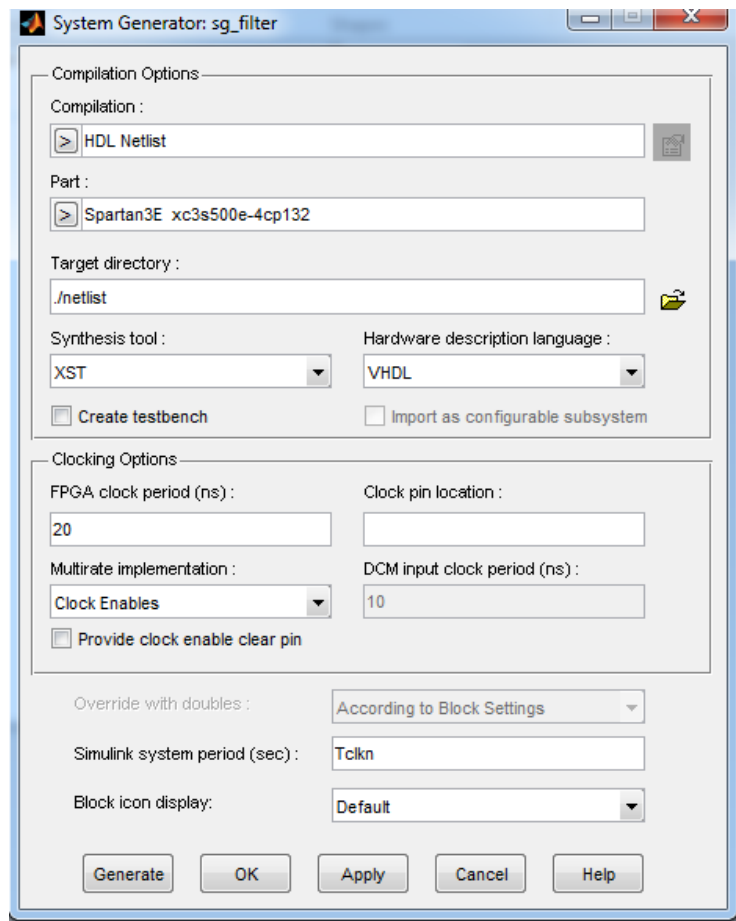 System Generator: sg_filter
Compilation Options
Compilation :
> HDL Netlist
Part :
> Spartan3E xc3s500e-4cp132
Target directory :
./netlist
Synthesis tool : Hardware description language :
XST VHDL
Create testbench Import as configurable subsystem
Clocking Options
FPGA clock period (ns) : Clock pin location :
20
Multirate implementation : DCM input clock period (ns) :
Clock Enables 10
Provide clock enable clear pin
Override with doubles : According to Block Settings
Simulink system period (sec) : Tclkn
Block icon display: Default
Generate OK Apply Cancel Help